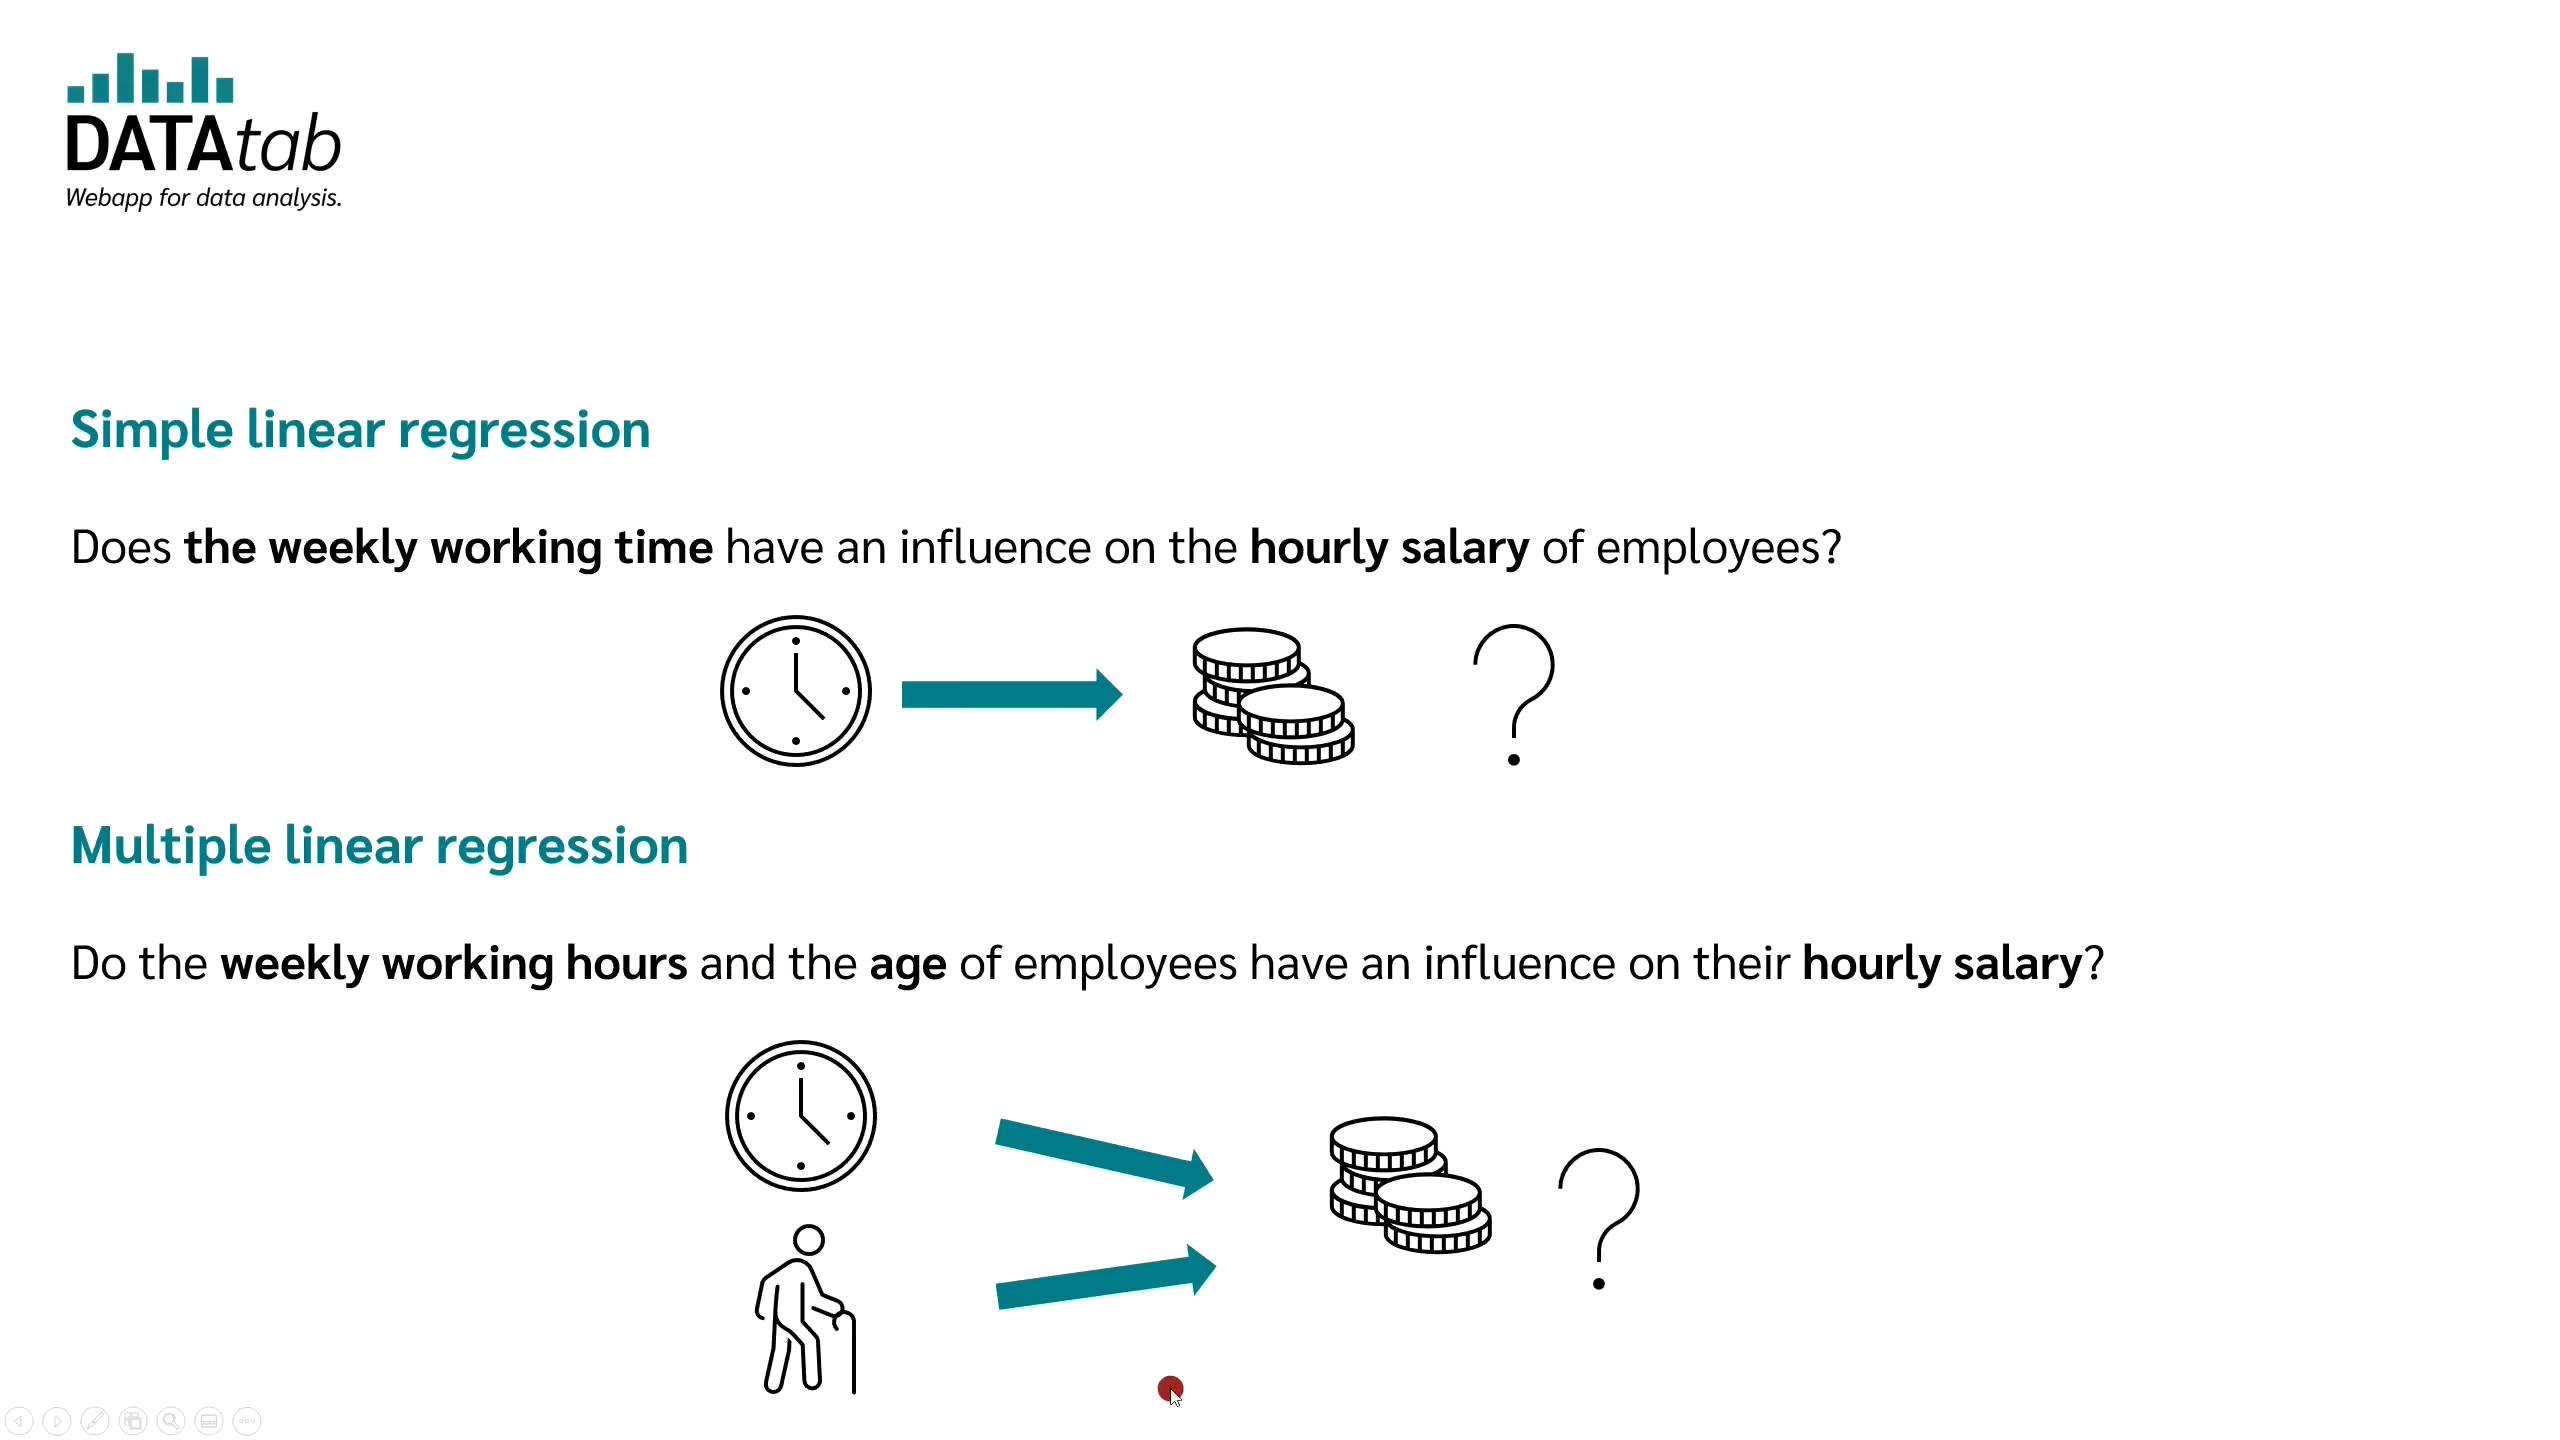 DATAtab
Webapp for data analysis.
Simple linear regression
Does the weekly working time have an influence on the hourly salary of employees?
Multiple linear regression
Do the weekly working hours and the age of employees have an influence on their hourly salary?